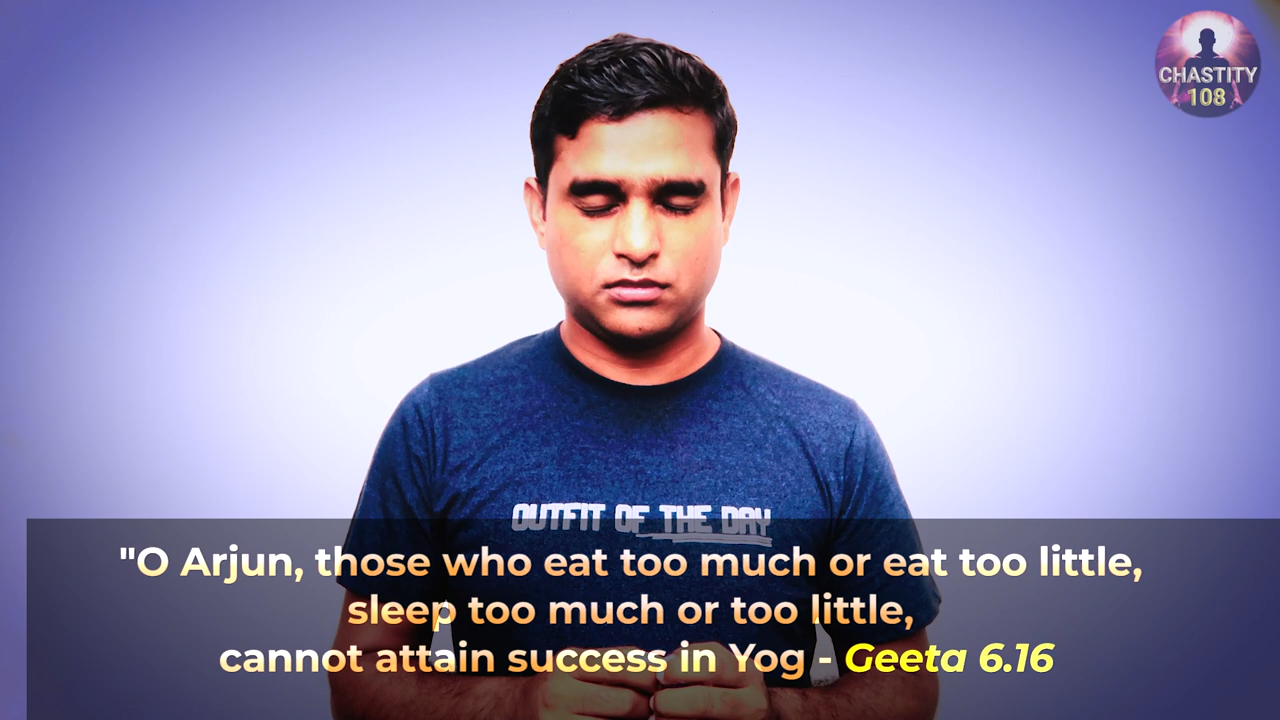 CHASTITY
108
OUTFIT OF THE DAY
"O Arjun, those who eat too much or eat too little,
sleep too much or too little,
cannot attain success in Yog - Geeta 6.16